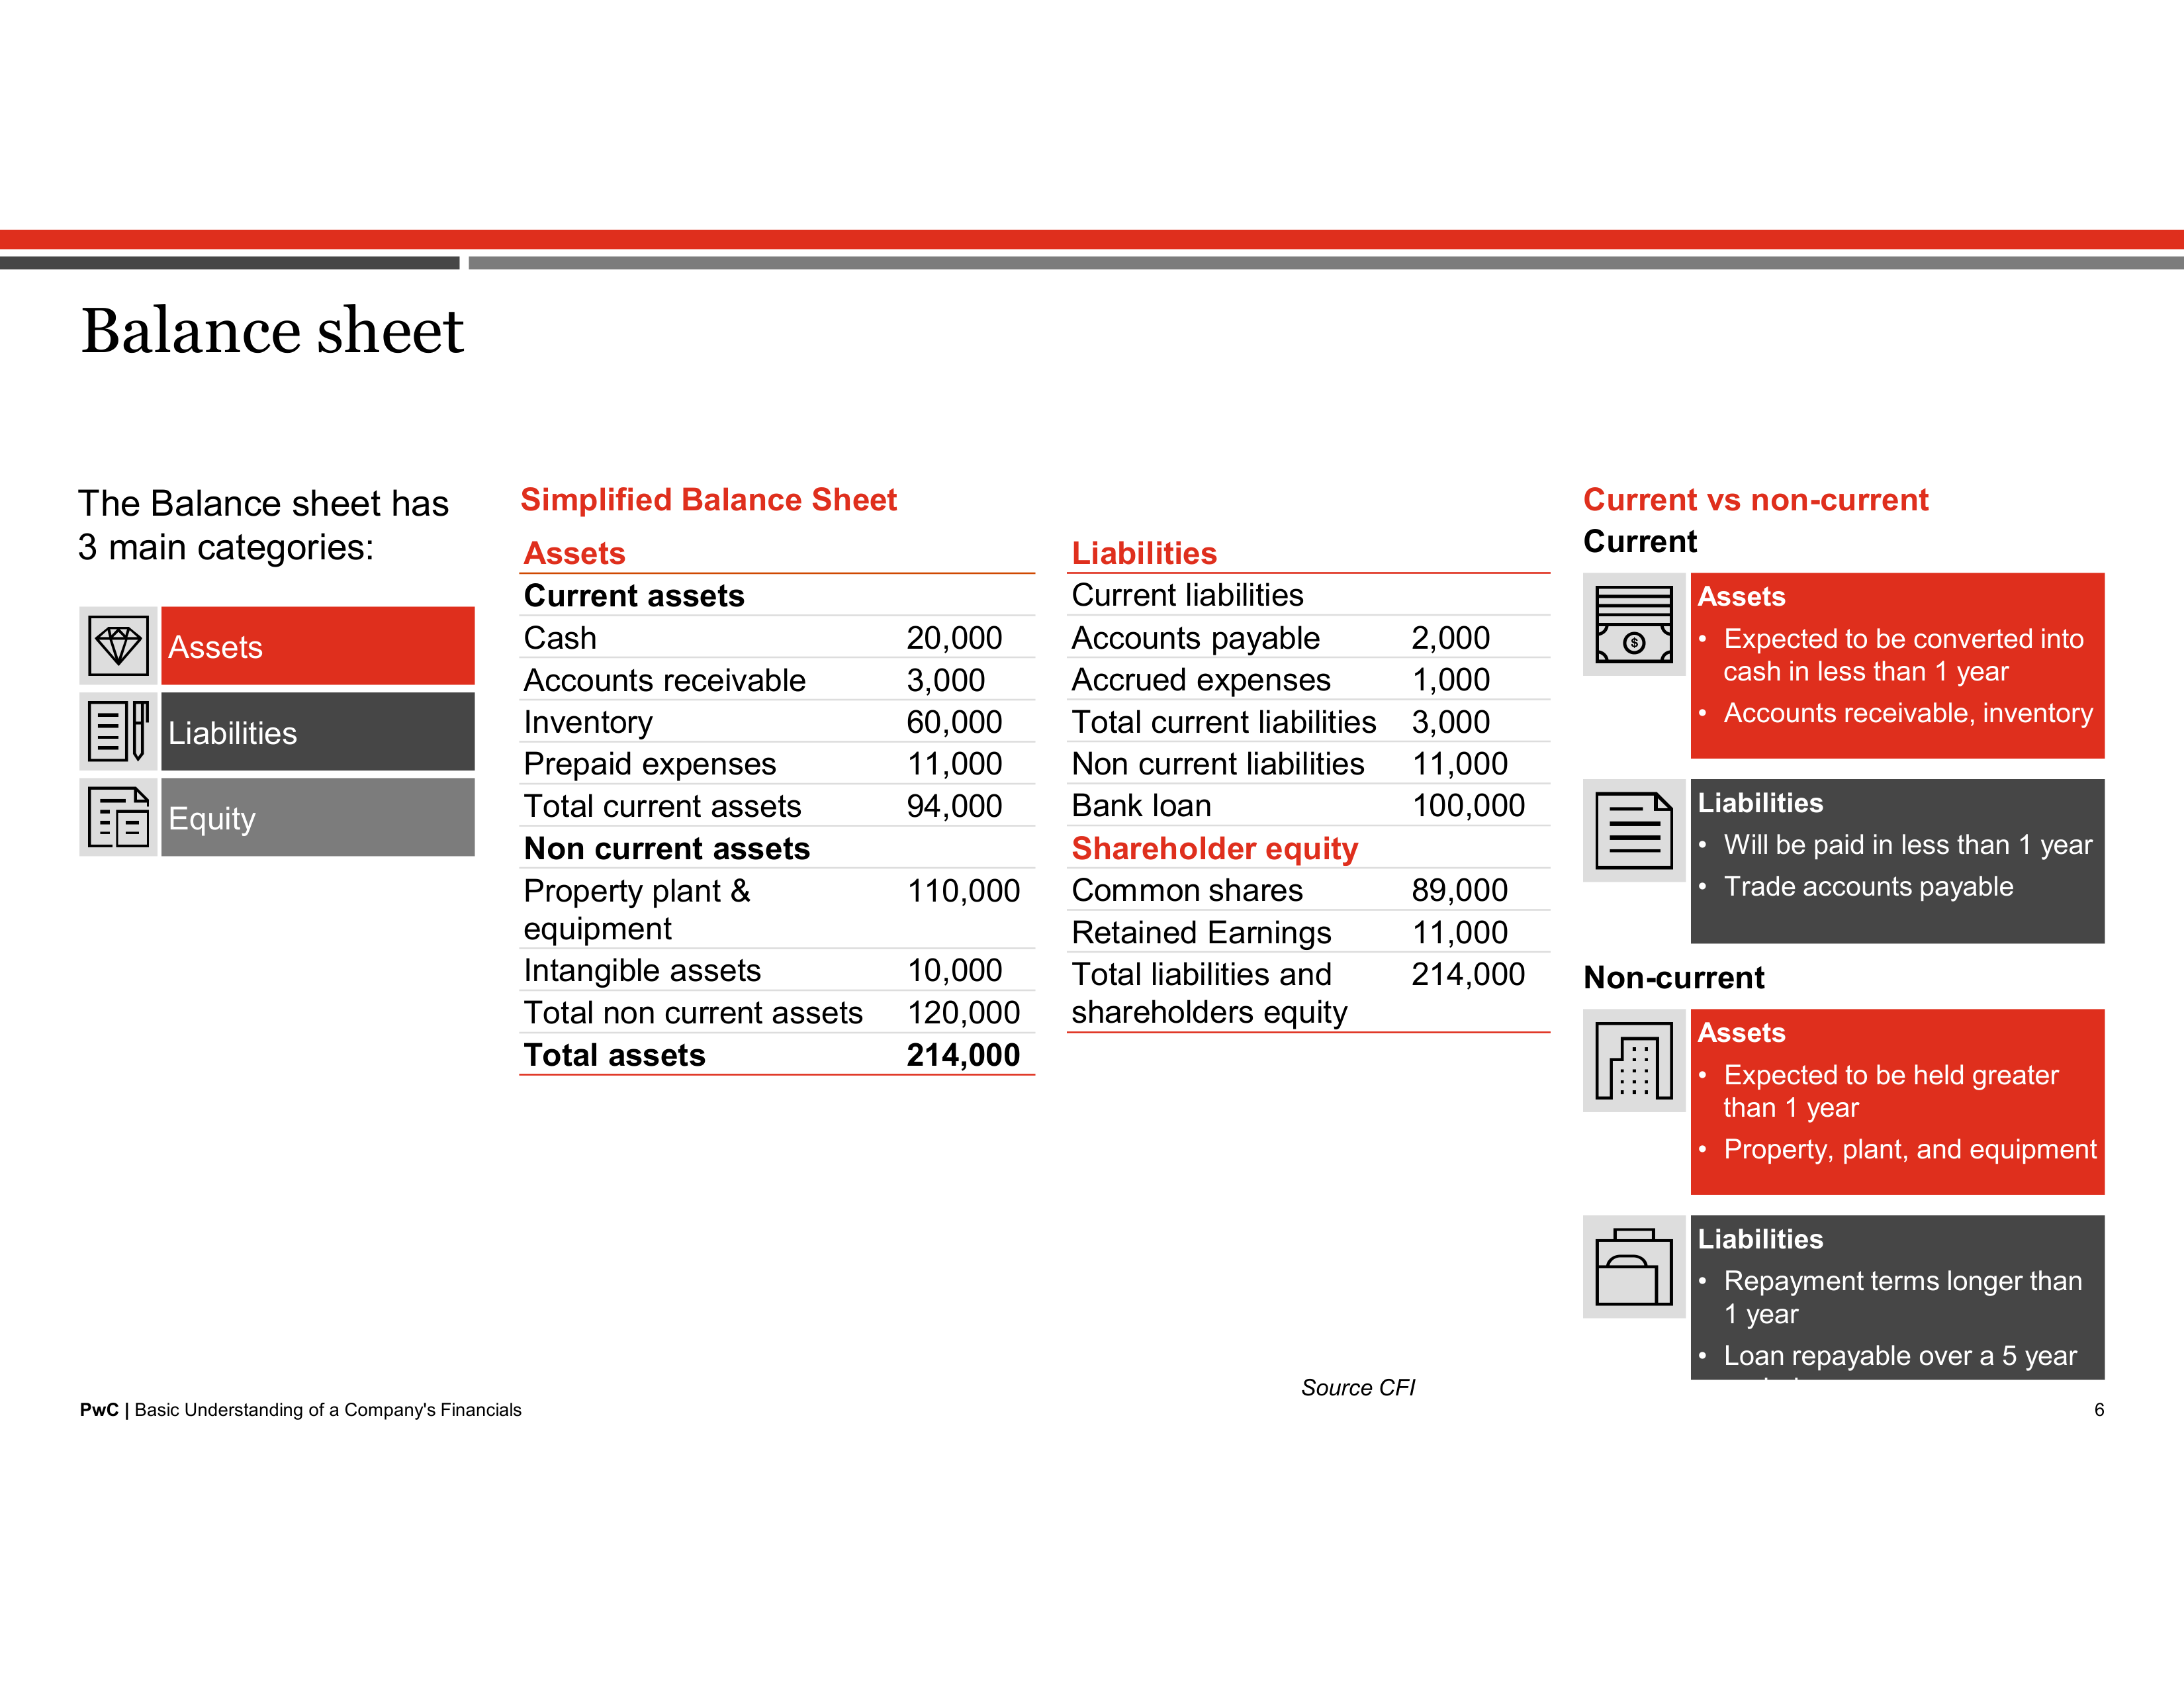 Balance sheet
The Balance sheet has
3 main categories:
Assets
Liabilities
Equity
Simplified Balance Sheet
Assets
Current assets
Cash 20,000
Accounts receivable 3,000
Inventory 60,000
Prepaid expenses 11,000
Total current assets 94,000
Non current assets
Property plant & 110,000
equipment
Intangible assets 10,000
Total non current assets 120,000
Total assets 214,000
Liabilities
Current liabilities
Accounts payable 2,000
Accrued expenses 1,000
Total current liabilities 3,000
Non current liabilities 11,000
Bank loan 100,000
Shareholder equity
Common shares 89,000
Retained Earnings 11,000
Total liabilities and 214,000
shareholders equity
Current vs non-current
Current
Assets
• Expected to be converted into
cash in less than 1 year
• Accounts receivable, inventory
$
Liabilities
• Will be paid in less than 1 year
• Trade accounts payable
Non-current
Assets
• Expected to be held greater
than 1 year
• Property, plant, and equipment
Liabilities
• Repayment terms longer than
1 year
• Loan repayable over a 5 year
Source CFI
PwC | Basic Understanding of a Company's Financials
6